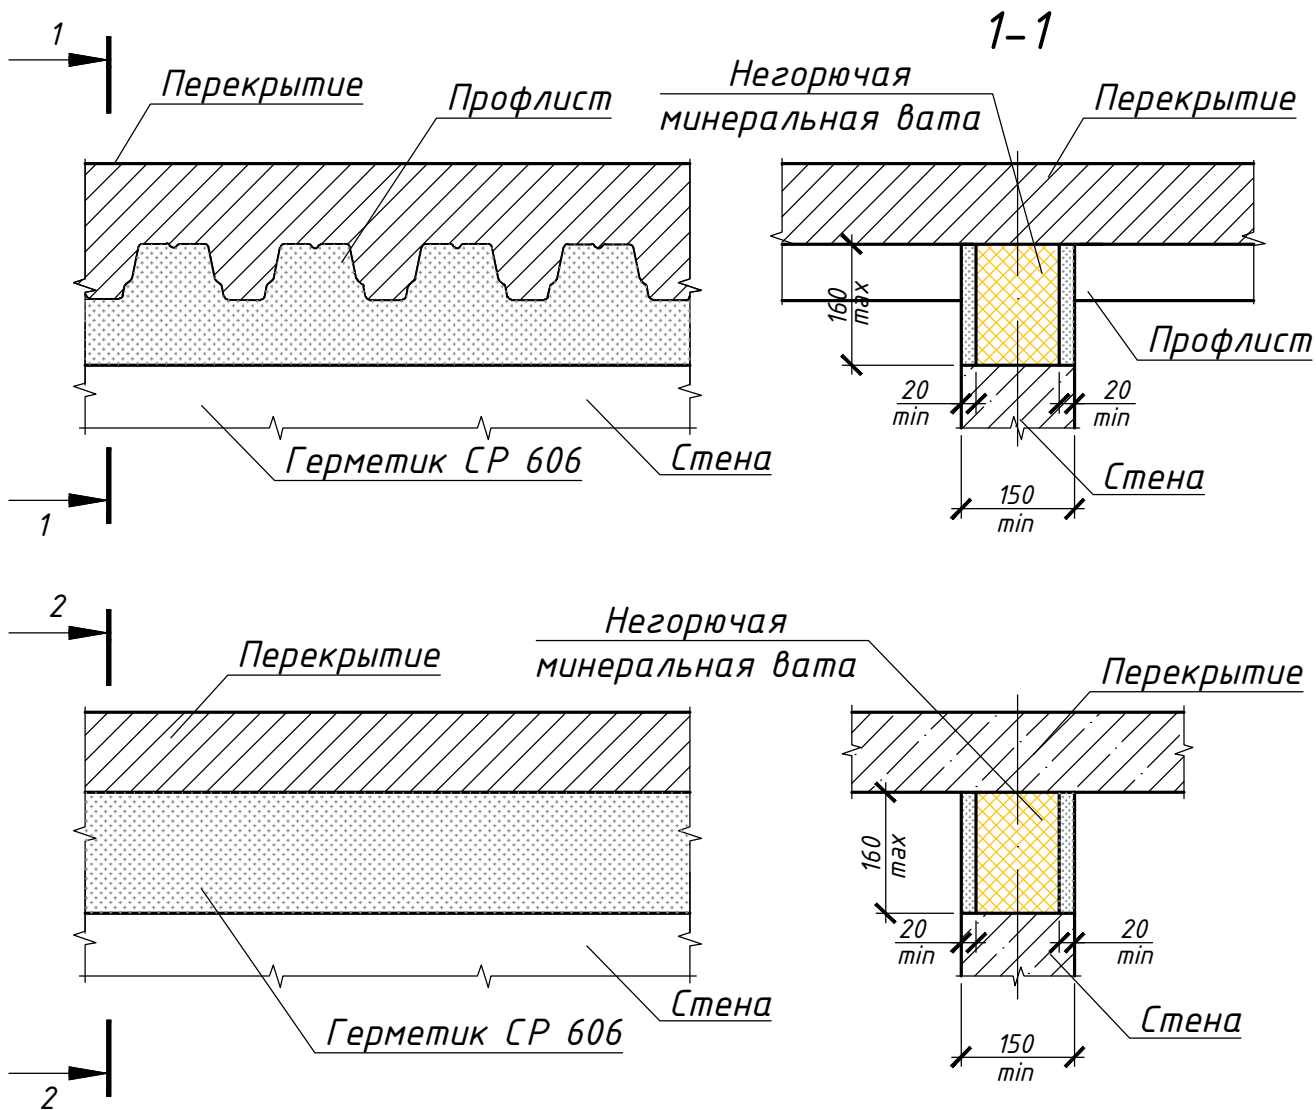 1
1-1
Перекрытие
Профлист
Негорючая
минеральная вата
Перекрытие
160
max
Профлист
20
min
20
min
Герметик СР 606
Стена
Стена
150
min
1
2
Перекрытие
Негорючая
минеральная вата
Перекрытие
160
max
20
min
20
min
Стена
Герметик СР 606
Стена
150
min
2